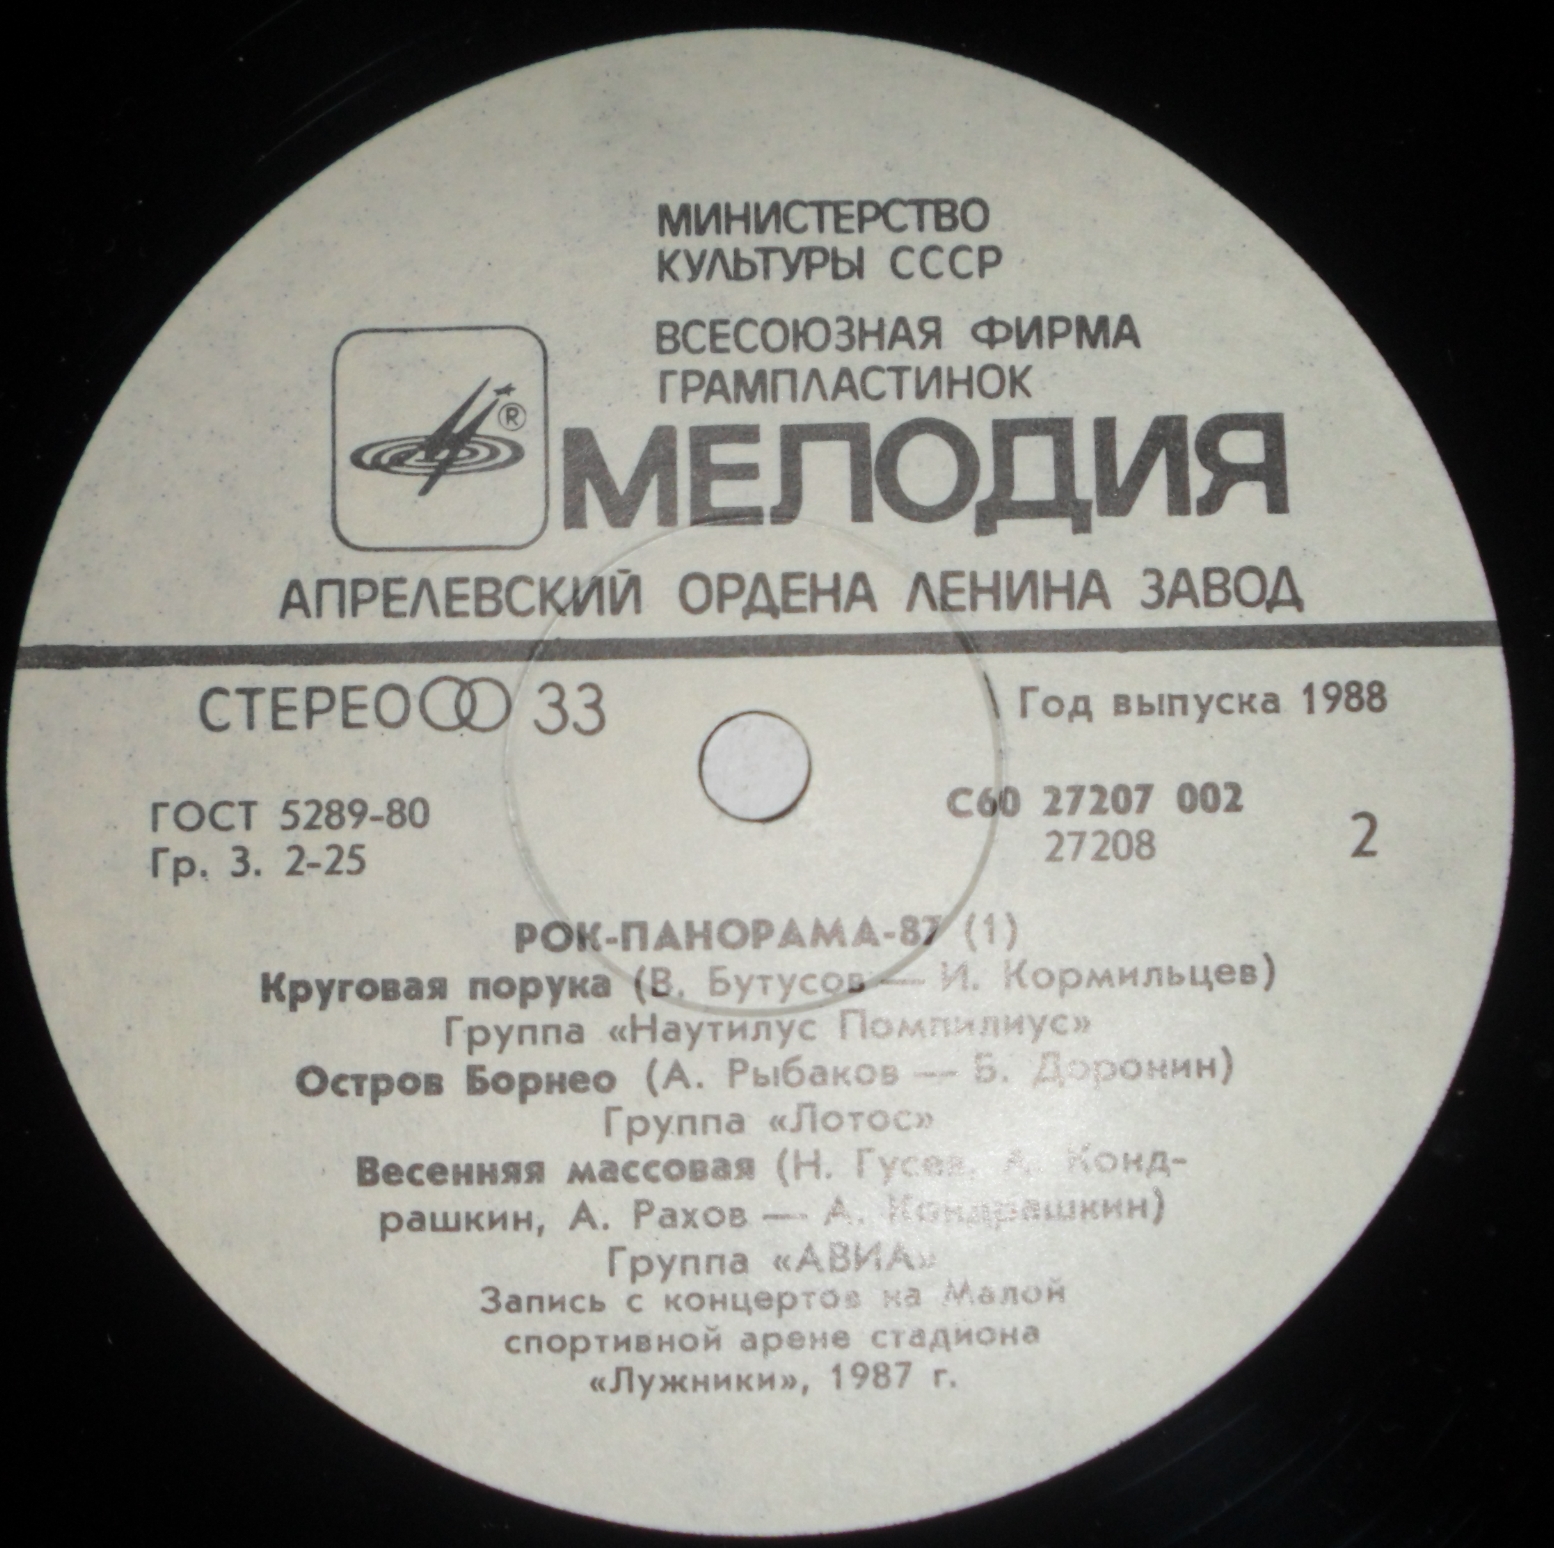 МИНИСТЕРСТВО
КУЛЬТУРЫ СССР
ВСЕСОЮЗНАЯ ФИРМА
ГРАМПЛАСТИНОК
®
МЕЛОДИЯ
АПРЕЛЕВСКИЙ ОРДЕНА ЛЕНИНА ЗАВОД
СТЕРЕО 33
Год выпуска 1988
ГОСТ 5289-80
Гр. 3. 2-25
С60 27207 002
27208
2
РОК-ПАНОРАМА-87 (1)
Круговая порука (В. Бутусов — И. Кормильцев)
Группа «Наутилус Помпилиус»
Остров Борнео (А. Рыбаков — Б. Доронин)
Группа «Лотос»
Весенняя массовая (Н. Гусев, А. Конд-
рашкин, А. Рахов — А. Кондрашкин)
Группа «АВИА»
Запись с концертов на Малой
спортивной арене стадиона
«Лужники», 1987 г.